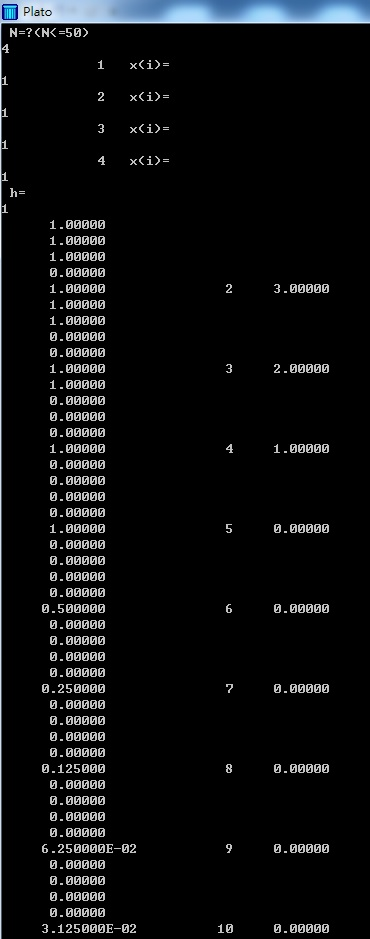 Plato
N=?(N<=50)
4
1 x(i)=
1
2 x(i)=
1
3 x(i)=
1
4 x(i)=
1
h=
1
1.00000
1.00000
1.00000
0.00000
1.00000 2 3.00000
1.00000
1.00000
0.00000
0.00000
1.00000 3 2.00000
1.00000
0.00000
0.00000
0.00000
1.00000 4 1.00000
0.00000
0.00000
0.00000
0.00000
1.00000 5 0.00000
0.00000
0.00000
0.00000
0.00000
0.500000 6 0.00000
0.00000
0.00000
0.00000
0.00000
0.250000 7 0.00000
0.00000
0.00000
0.00000
0.00000
0.125000 8 0.00000
0.00000
0.00000
0.00000
0.00000
6.250000E-02 9 0.00000
0.00000
0.00000
0.00000
0.00000
3.125000E-02 10 0.00000